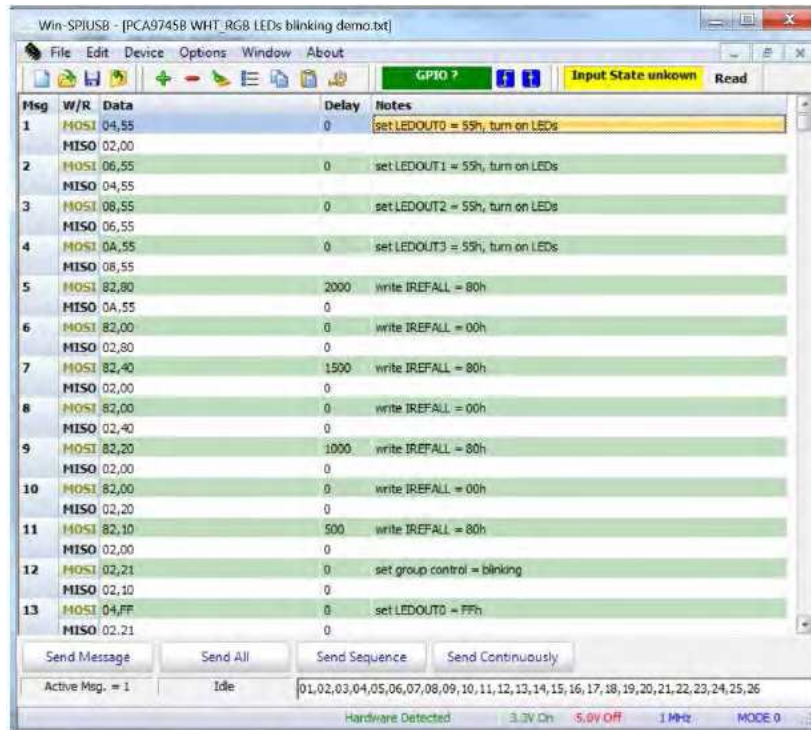 Win-SPIUSB - [PCA9745B WHT_RGB LEDs blinking demo.txt]
File Edit Device Options Window About
GPIO ? Input State unkown Read
Msg W/R Data Delay Notes
1 MOSI 04,55 0 set LEDOUT0 = 55h, turn on LEDs
MISO 02,00
2 MOSI 06,55 0 set LEDOUT1 = 55h, turn on LEDs
MISO 04,55
3 MOSI 08,55 0 set LEDOUT2 = 55h, turn on LEDs
MISO 06,55
4 MOSI 0A,55 0 set LEDOUT3 = 55h, turn on LEDs
MISO 08,55
5 MOSI 82,80 2000 write IREFALL = 80h
MISO 0A,55 0
6 MOSI 82,00 0 write IREFALL = 00h
MISO 02,80 0
7 MOSI 82,40 1500 write IREFALL = 80h
MISO 02,00 0
8 MOSI 82,00 0 write IREFALL = 00h
MISO 02,40 0
9 MOSI 82,20 1000 write IREFALL = 80h
MISO 02,00 0
10 MOSI 82,00 0 write IREFALL = 00h
MISO 02,20 0
11 MOSI 82,10 500 write IREFALL = 80h
MISO 02,00 0
12 MOSI 02,21 0 set group control = blinking
MISO 02,10 0
13 MOSI 04,FF 0 set LEDOUT0 = FFh
MISO 02,21 0
Send Message Send All Send Sequence Send Continuously
Active Msg. = 1 Idle 01,02,03,04,05,06,07,08,09,10,11,12,13,14,15,16,17,18,19,20,21,22,23,24,25,26
Hardware Detected 3.3V On 5.0V Off 1 MHz MODE 0